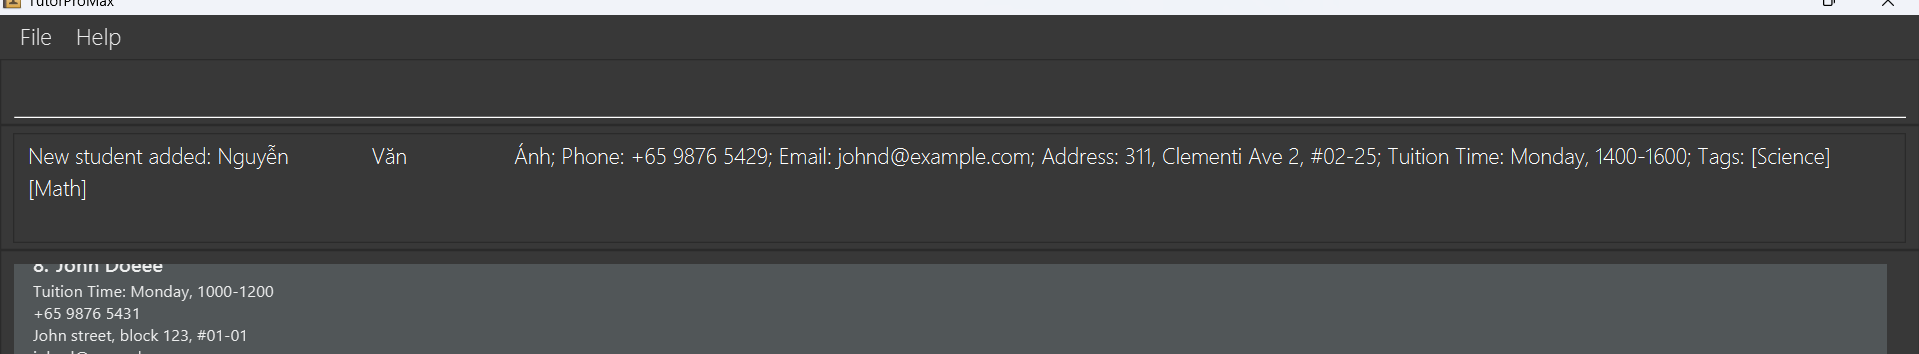 TutorProMax
File Help
New student added: Nguyễn Văn Ánh; Phone: +65 9876 5429; Email: johnd@example.com; Address: 311, Clementi Ave 2, #02-25; Tuition Time: Monday, 1400-1600; Tags: [Science]
[Math]
8. John Doeee
Tuition Time: Monday, 1000-1200
+65 9876 5431
John street, block 123, #01-01